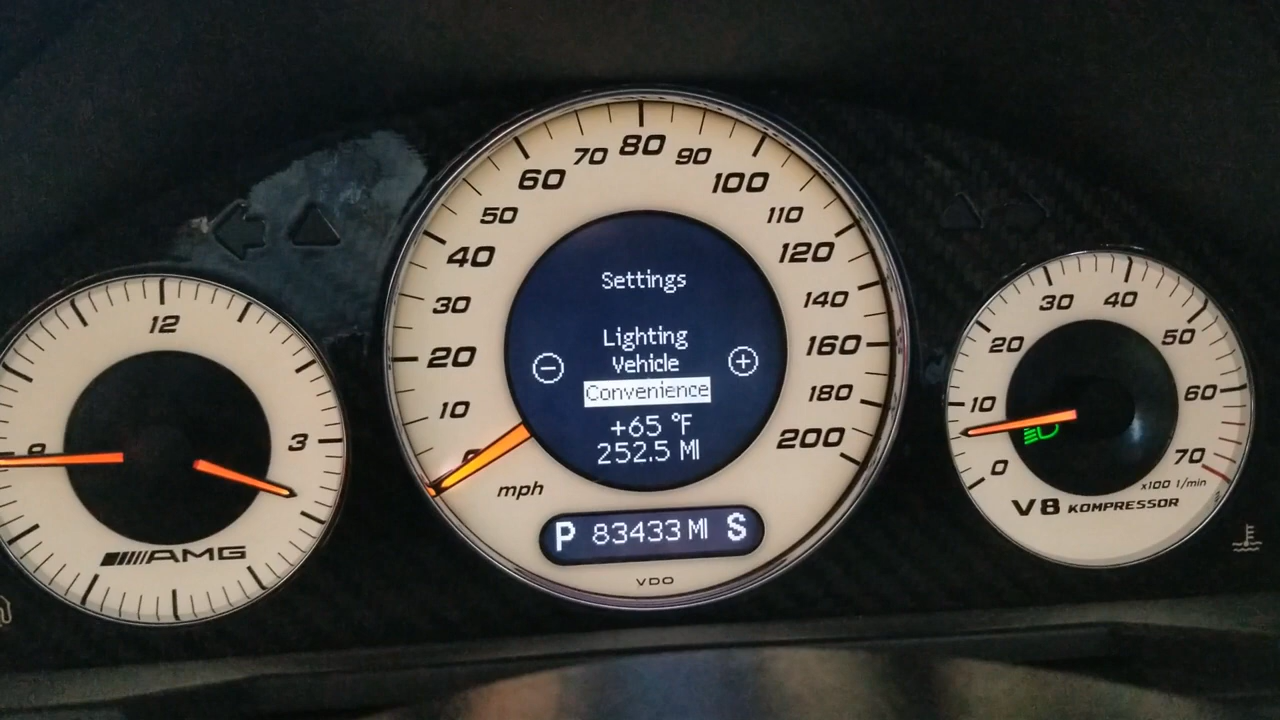 12
9
3
AMG
0
10
20
30
40
50
60
70
80
90
100
110
120
140
160
180
200
mph
Settings
Lighting
Vehicle
Convenience
+65 °F
252.5 MI
P 83433 MI S
VDO
0
10
20
30
40
50
60
70
x100 1/min
V8 KOMPRESSOR